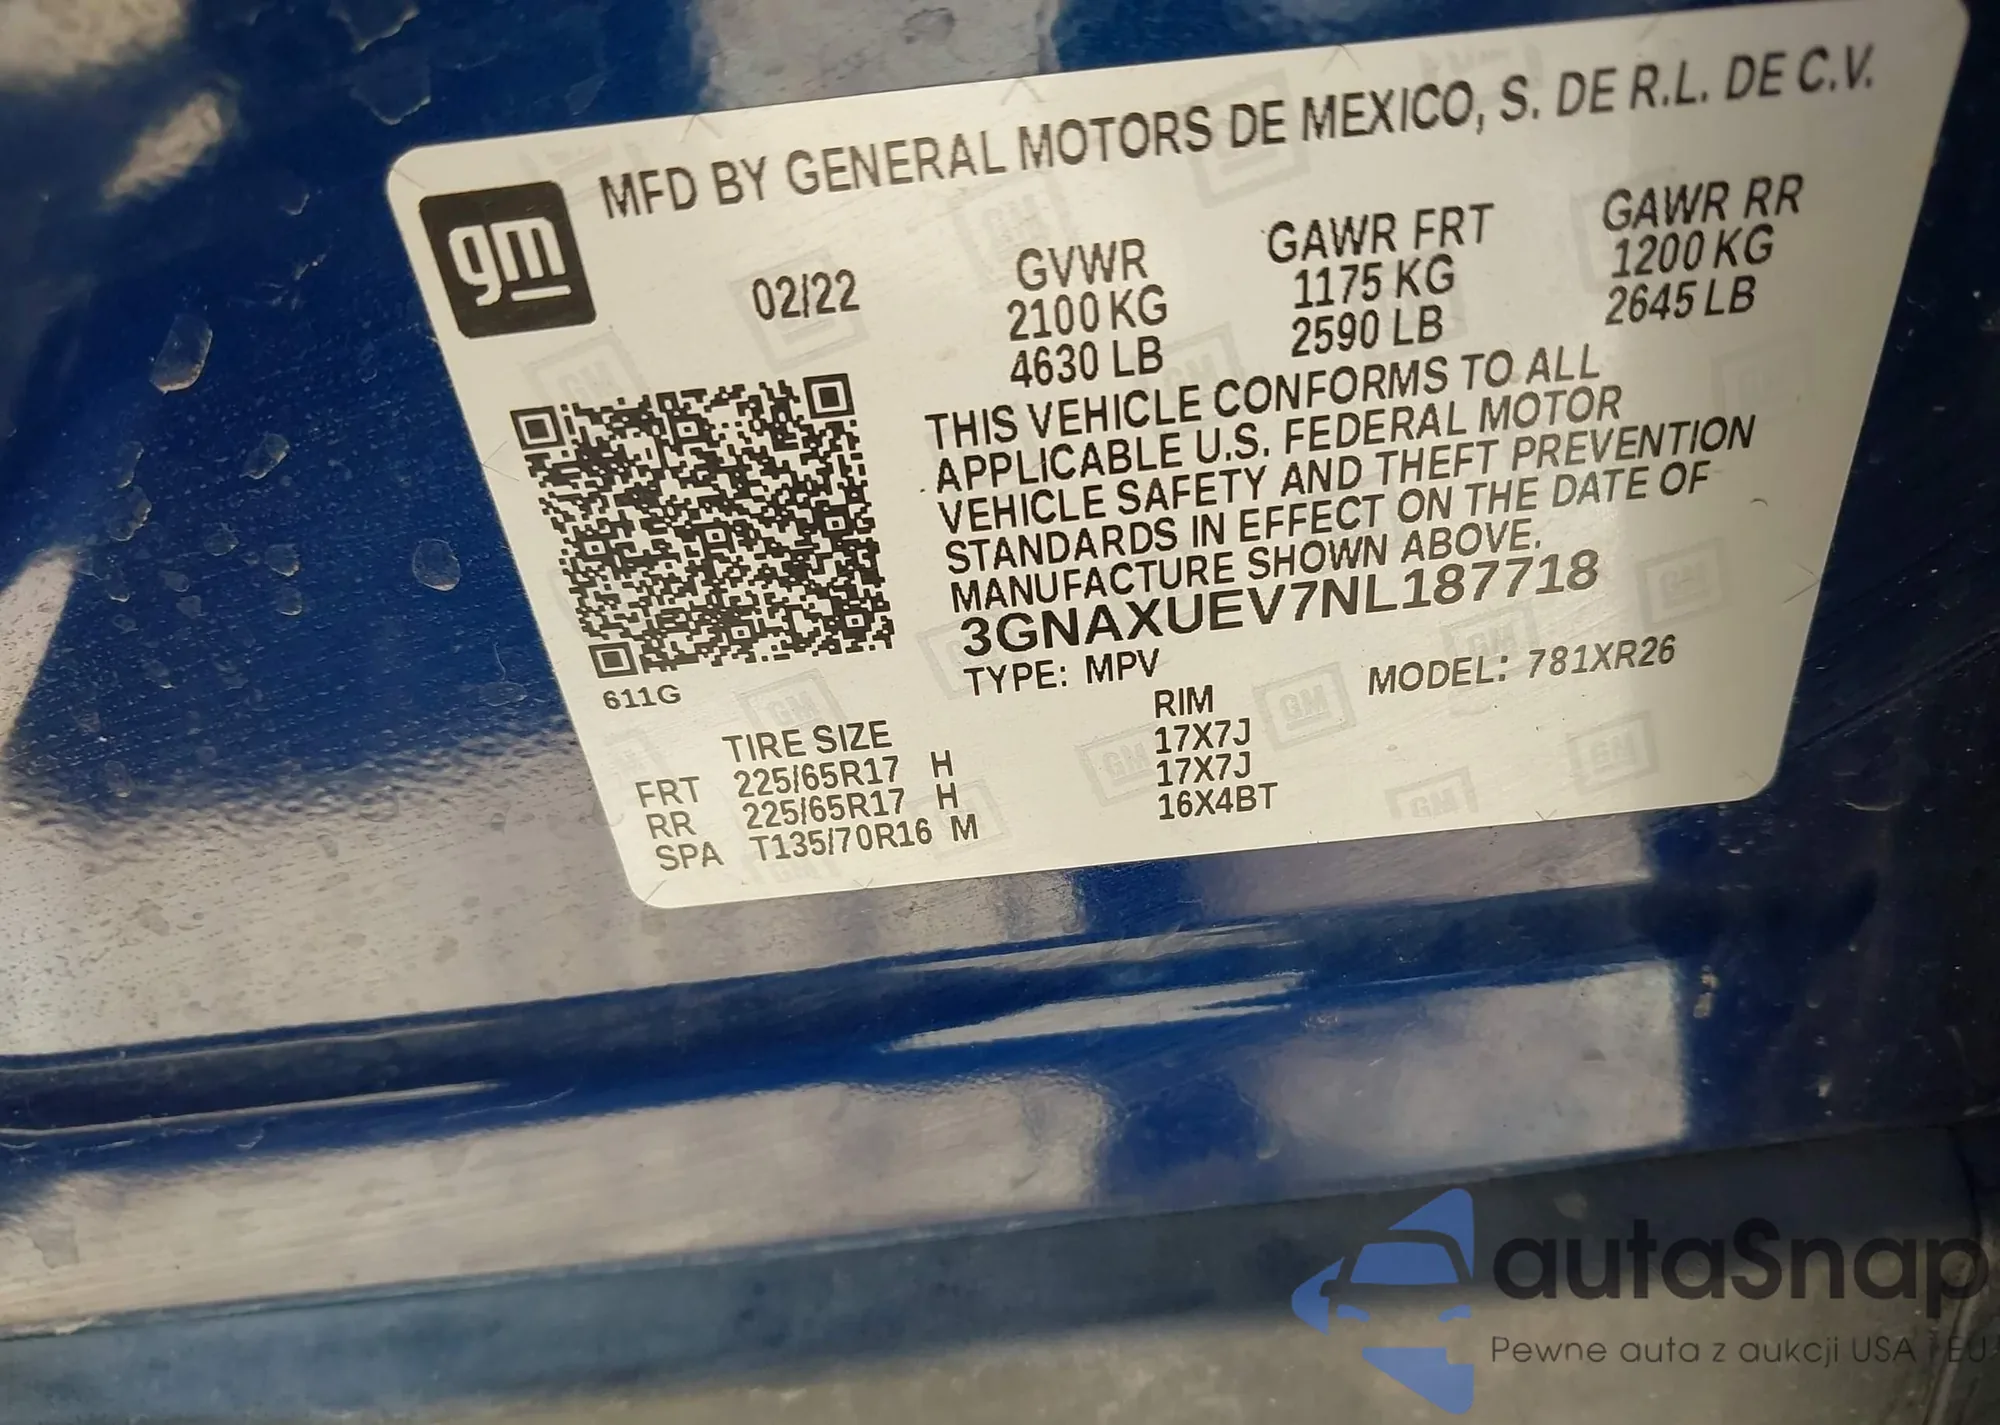 MFD BY GENERAL MOTORS DE MEXICO, S. DE R.L. DE C.V.
gm
02/22
GVWR
2100 KG
4630 LB
GAWR FRT
1175 KG
2590 LB
GAWR RR
1200 KG
2645 LB
THIS VEHICLE CONFORMS TO ALL
APPLICABLE U.S. FEDERAL MOTOR
VEHICLE SAFETY AND THEFT PREVENTION
STANDARDS IN EFFECT ON THE DATE OF
MANUFACTURE SHOWN ABOVE.
3GNAXUEV7NL187718
TYPE: MPV
MODEL: 781XR26
611G
TIRE SIZE RIM
FRT 225/65R17 H 17X7J
RR 225/65R17 H 17X7J
SPA T135/70R16 M 16X4BT
autaSnap
Pewne auta z aukcji USA i EU